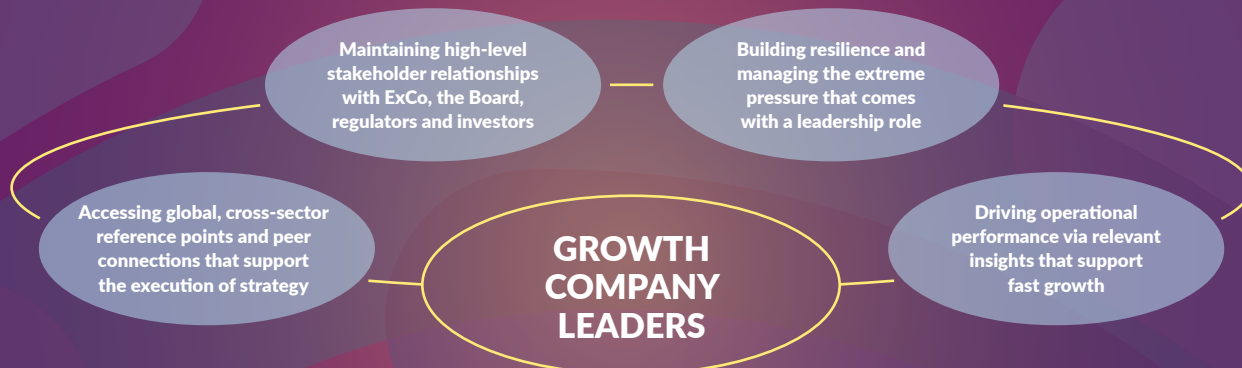 Maintaining high-level
stakeholder relationships
with ExCo, the Board,
regulators and investors
Building resilience and
managing the extreme
pressure that comes
with a leadership role
Accessing global, cross-sector
reference points and peer
connections that support
the execution of strategy
GROWTH
COMPANY
LEADERS
Driving operational
performance via relevant
insights that support
fast growth